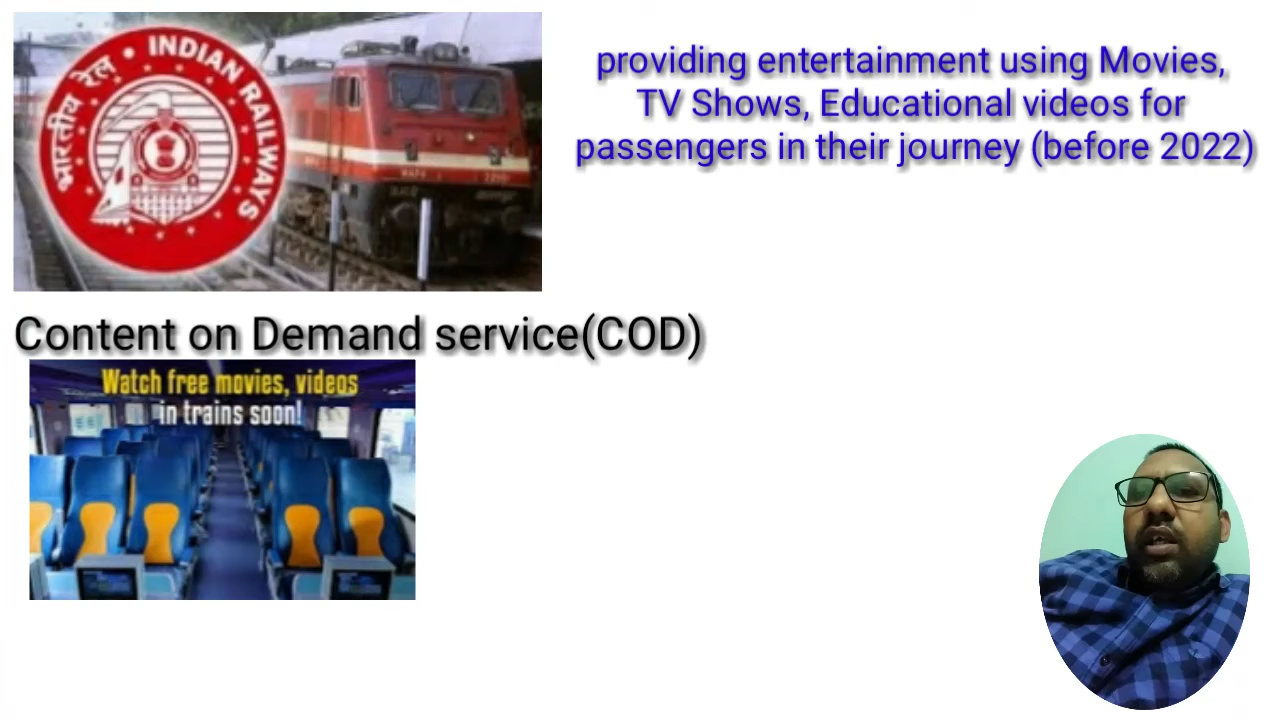 भारतीय रेल • INDIAN RAILWAYS
providing entertainment using Movies,
TV Shows, Educational videos for
passengers in their journey (before 2022)
Content on Demand service(COD)
Watch free movies, videos
in trains soon!